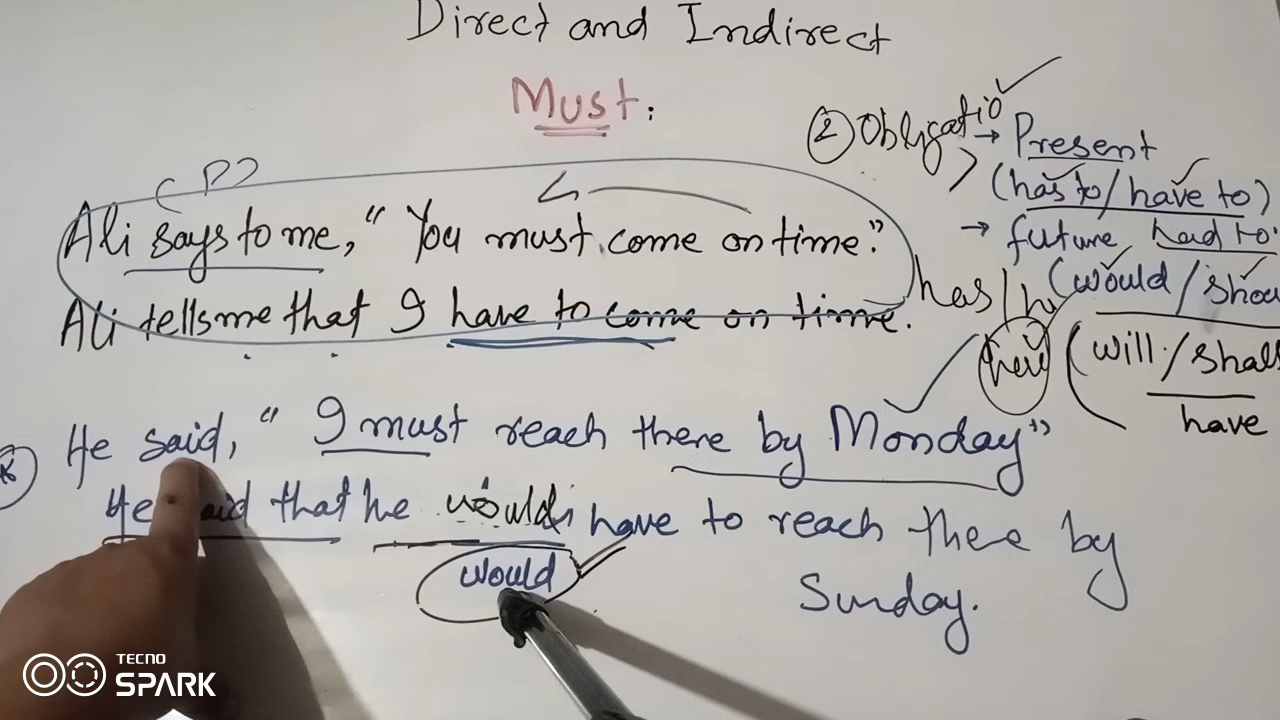 Direct and Indirect
Must:
② Obligatio
→ Present
(has to/have to)
→ future had to.
(would/shou
has/h
here
(will/shall
have
Ali says to me, "You must come on time."
Ali tells me that I have to come on time.
He said, "I must reach there by Monday"
He said that he would have to reach there by
Sunday.
would
TECNO
SPARK